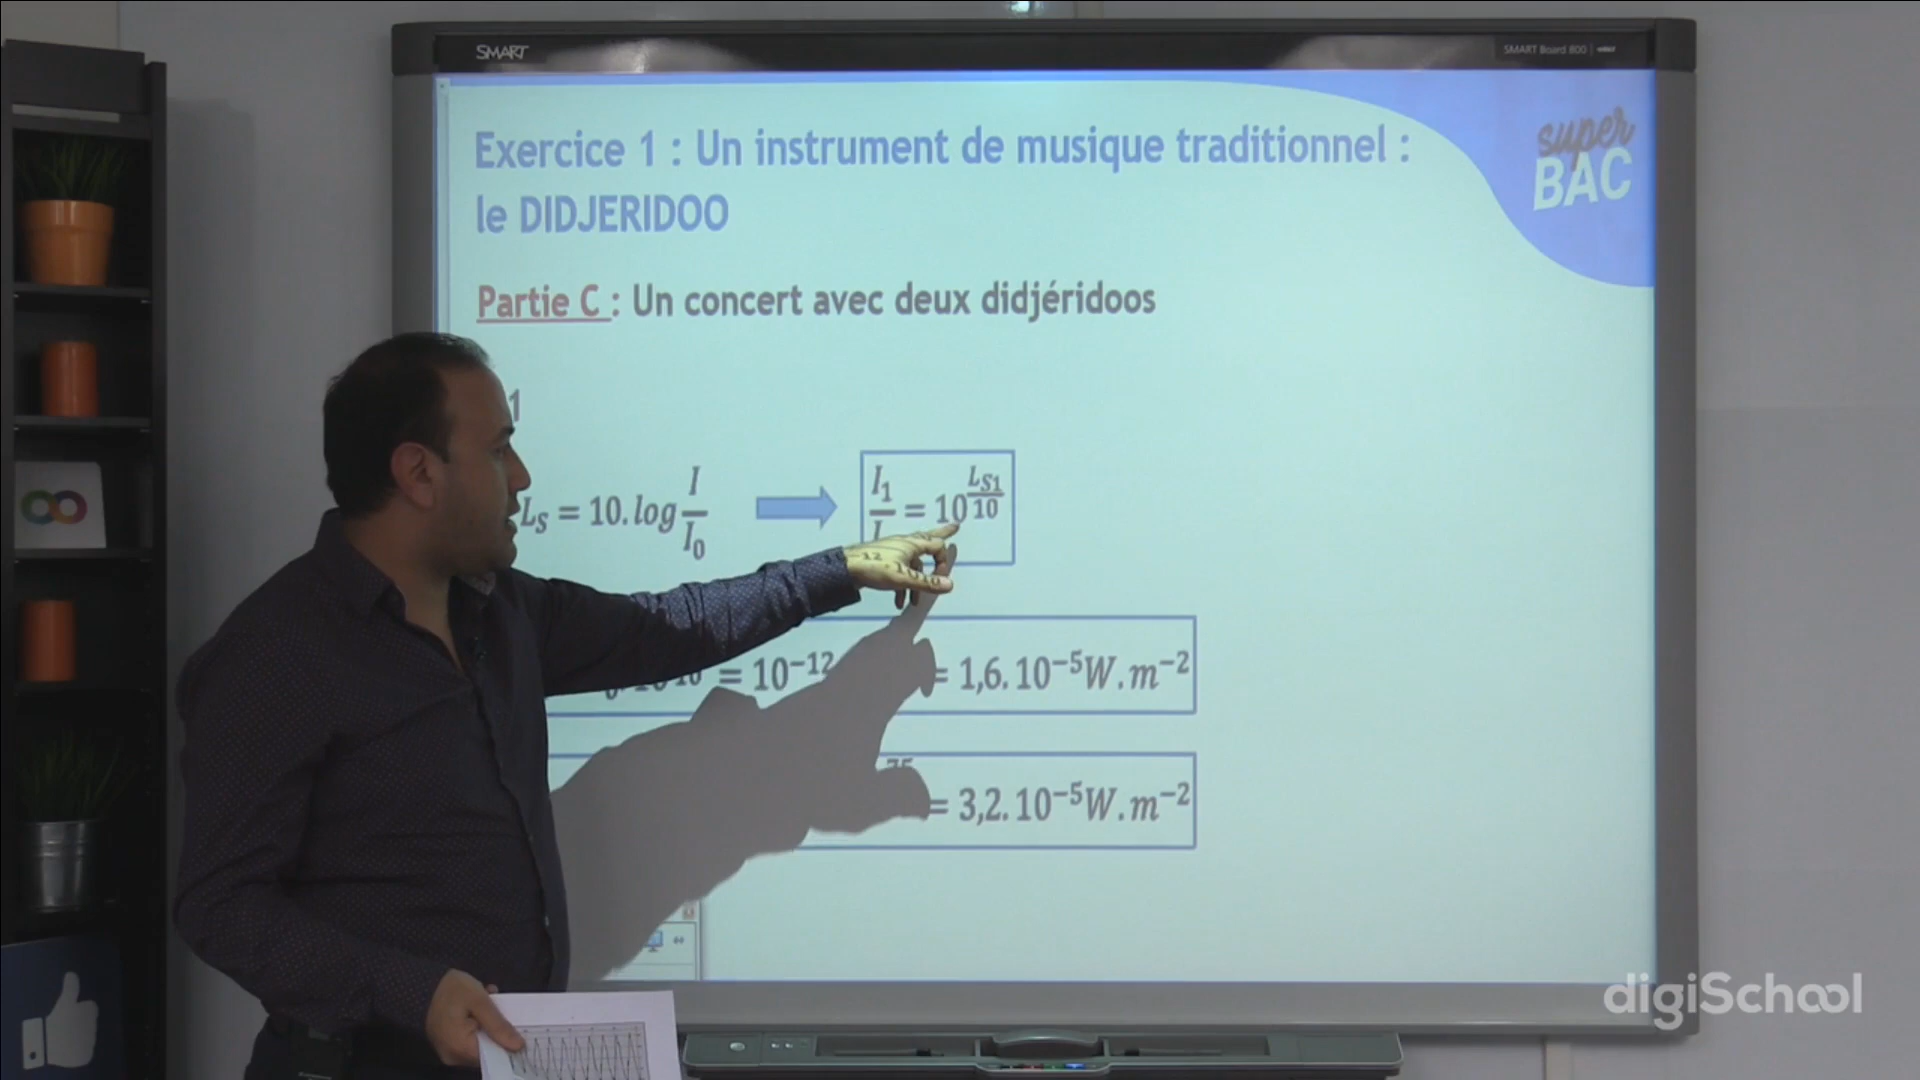 SMART
SMART Board 800
super
BAC
Exercice 1 : Un instrument de musique traditionnel :
le DIDJERIDOO
Partie C : Un concert avec deux didjéridoos
1
L_S = 10. log I/I_0
I_1/I = 10^(L_S1/10)
= 10^-12 = 1,6. 10^-5 W. m^-2
75
= 3,2. 10^-5 W. m^-2
digiSchool